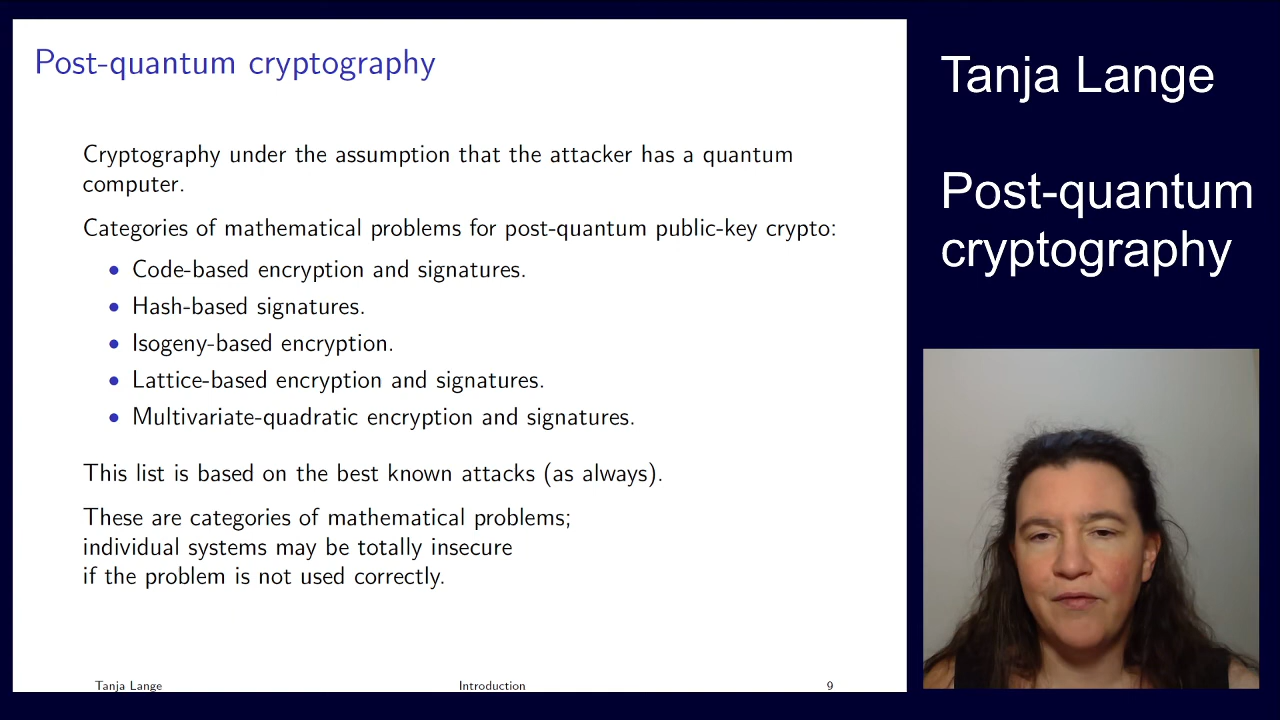 Post-quantum cryptography
Cryptography under the assumption that the attacker has a quantum
computer.
Categories of mathematical problems for post-quantum public-key crypto:
• Code-based encryption and signatures.
• Hash-based signatures.
• Isogeny-based encryption.
• Lattice-based encryption and signatures.
• Multivariate-quadratic encryption and signatures.
This list is based on the best known attacks (as always).
These are categories of mathematical problems;
individual systems may be totally insecure
if the problem is not used correctly.
Tanja Lange Introduction 9
Tanja Lange
Post-quantum
cryptography